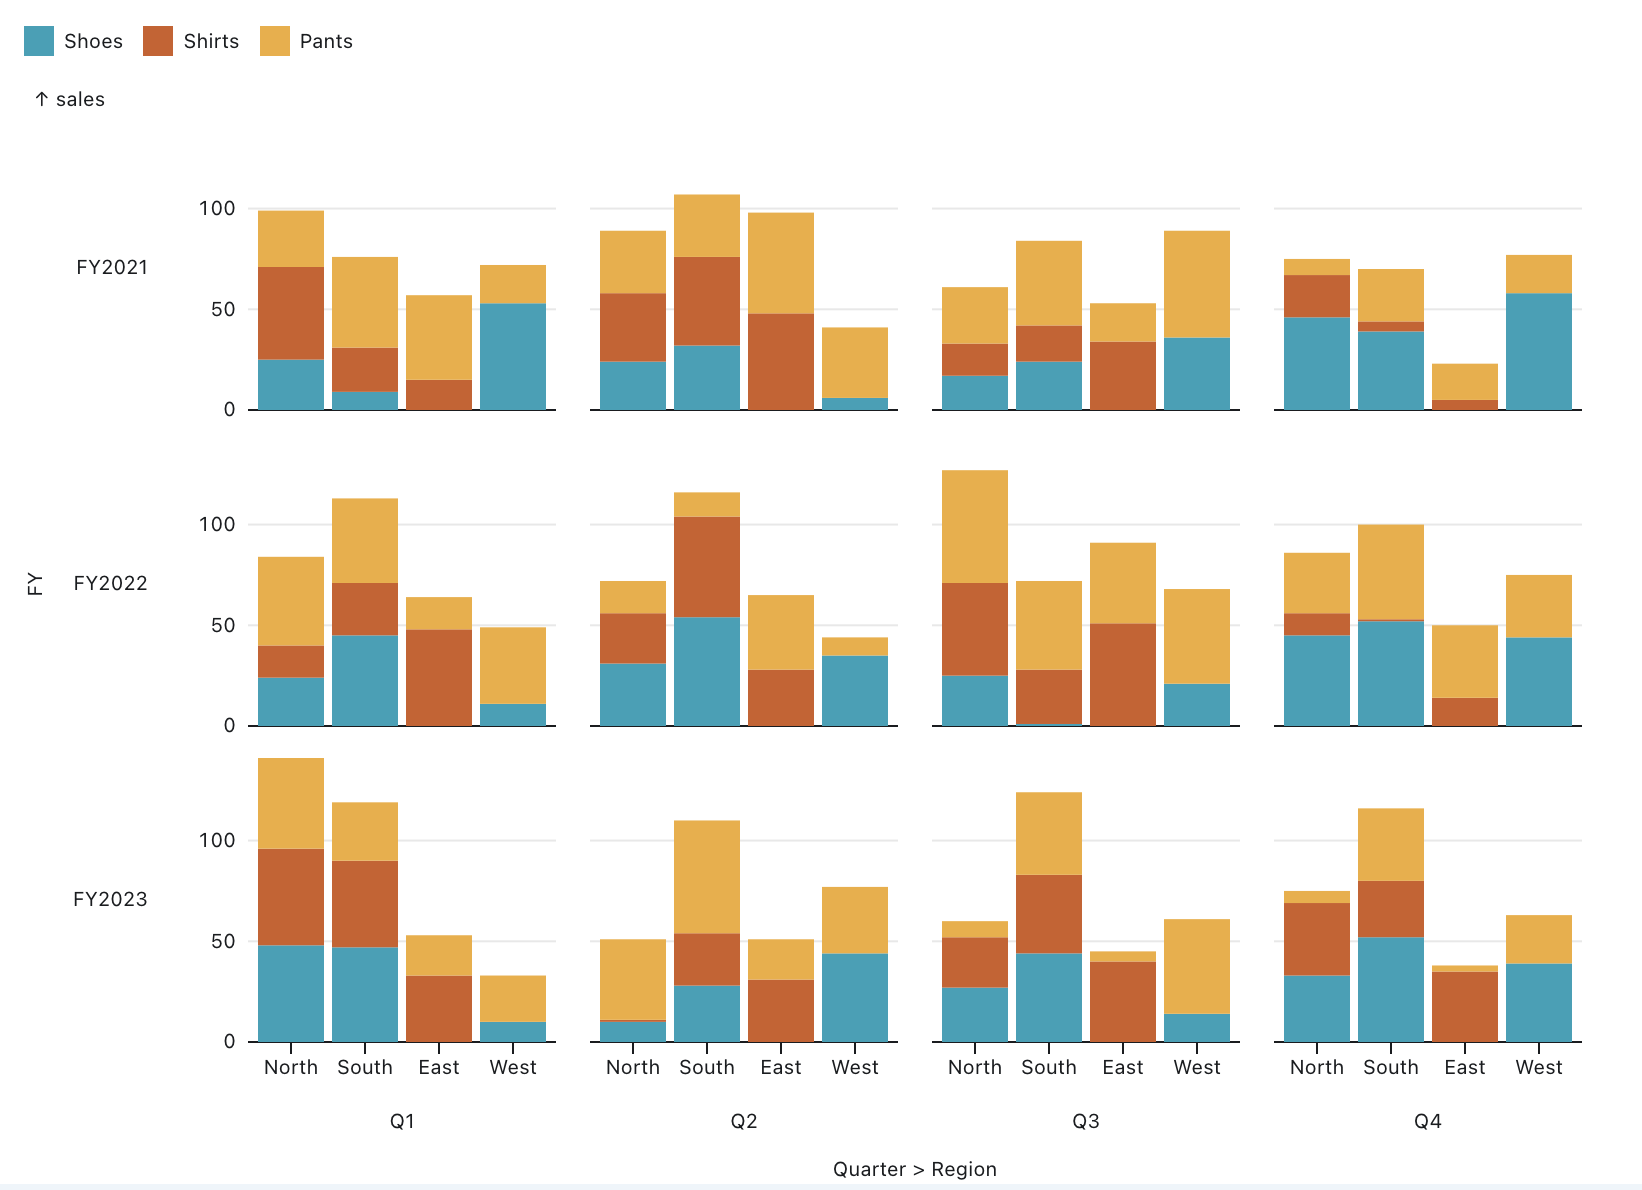 Shoes Shirts Pants
↑ sales
100
FY2021
50
0
100
FY FY2022
50
0
100
FY2023
50
0
North South East West North South East West North South East West North South East West
Q1 Q2 Q3 Q4
Quarter > Region